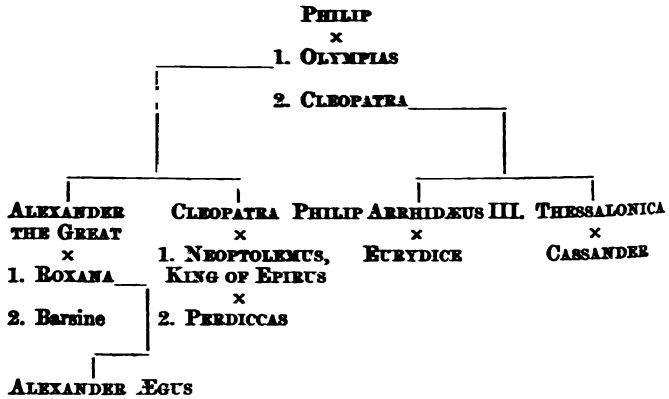 PHILIP
×
1. OLYMPIAS
2. CLEOPATRA
ALEXANDER THE GREAT
×
1. ROXANA
2. Barsine
CLEOPATRA
×
1. NEOPTOLEMUS,
KING OF EPIRUS
×
2. PERDICCAS
PHILIP ARRHIDÆUS III.
×
EURYDICE
THESSALONICA
×
CASSANDER
ALEXANDER ÆGUS